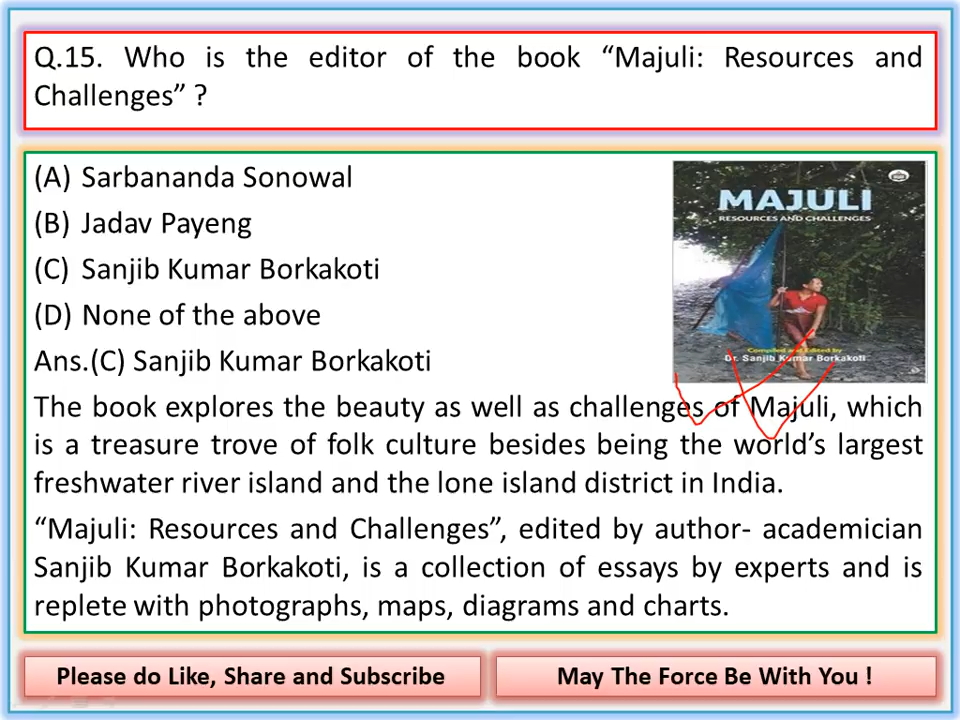 Q.15. Who is the editor of the book “Majuli: Resources and
Challenges” ?
(A) Sarbananda Sonowal
(B) Jadav Payeng
(C) Sanjib Kumar Borkakoti
(D) None of the above
Ans.(C) Sanjib Kumar Borkakoti
MAJULI
RESOURCES AND CHALLENGES
Compiled and Edited by
Dr. Sanjib Kumar Borkakoti
The book explores the beauty as well as challenges of Majuli, which
is a treasure trove of folk culture besides being the world’s largest
freshwater river island and the lone island district in India.
“Majuli: Resources and Challenges”, edited by author- academician
Sanjib Kumar Borkakoti, is a collection of essays by experts and is
replete with photographs, maps, diagrams and charts.
Please do Like, Share and Subscribe
May The Force Be With You !